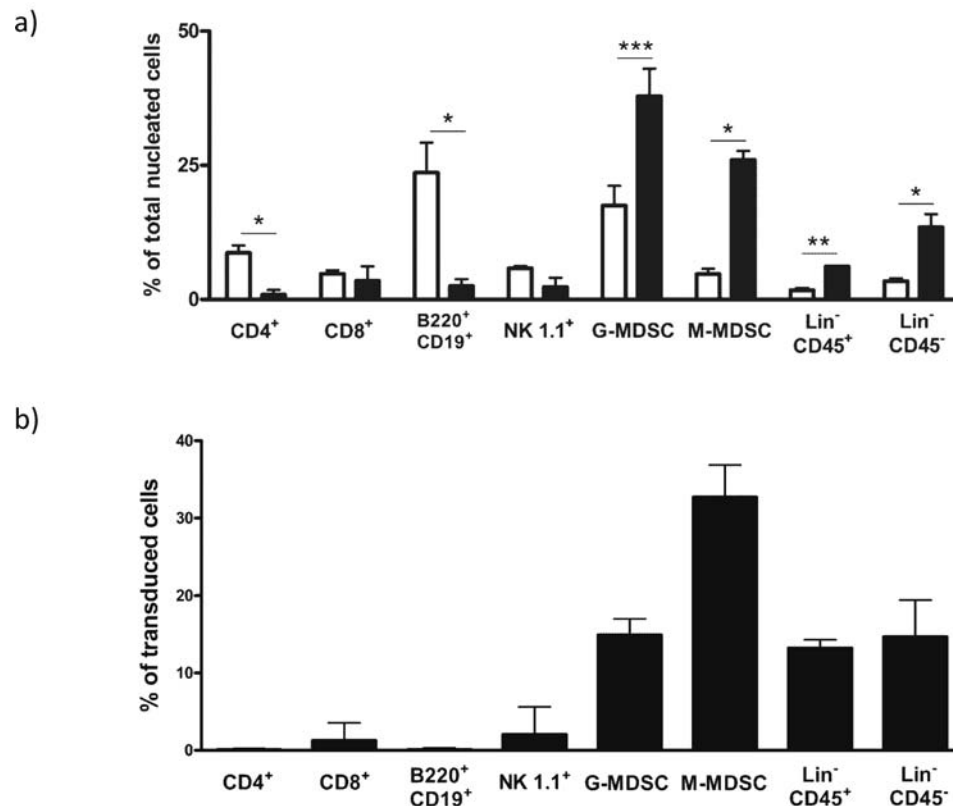 a)
% of total nucleated cells
50
25
0
* * *** * ** *
CD4⁺ CD8⁺ B220⁺ CD19⁺ NK 1.1⁺ G-MDSC M-MDSC Lin⁻ CD45⁺ Lin⁻ CD45⁻
b)
% of transduced cells
40
30
20
10
0
CD4⁺ CD8⁺ B220⁺ CD19⁺ NK 1.1⁺ G-MDSC M-MDSC Lin⁻ CD45⁺ Lin⁻ CD45⁻